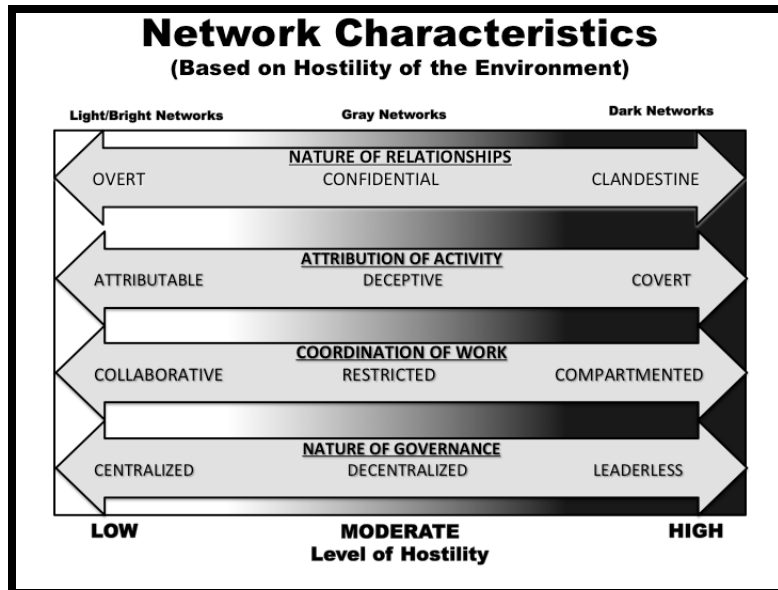 Network Characteristics
(Based on Hostility of the Environment)
Light/Bright Networks Gray Networks Dark Networks
NATURE OF RELATIONSHIPS
OVERT CONFIDENTIAL CLANDESTINE
ATTRIBUTION OF ACTIVITY
ATTRIBUTABLE DECEPTIVE COVERT
COORDINATION OF WORK
COLLABORATIVE RESTRICTED COMPARTMENTED
NATURE OF GOVERNANCE
CENTRALIZED DECENTRALIZED LEADERLESS
LOW MODERATE HIGH
Level of Hostility